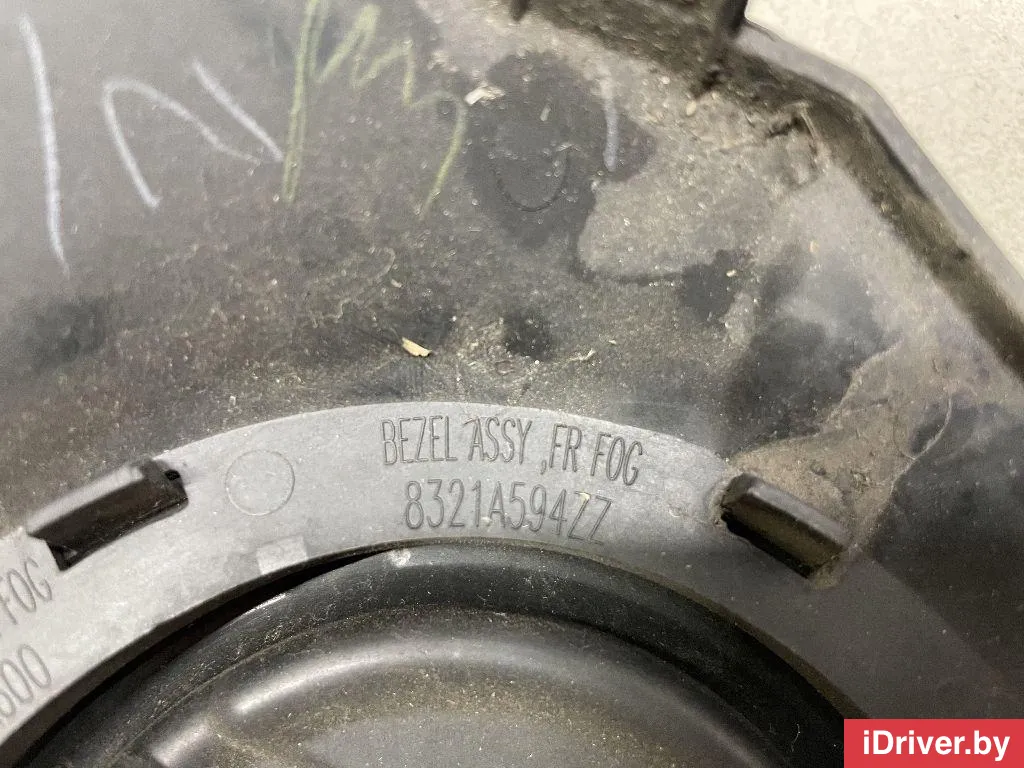 BEZEL ASSY ,FR FOG
8321A594ZZ
FOG
iDriver.by